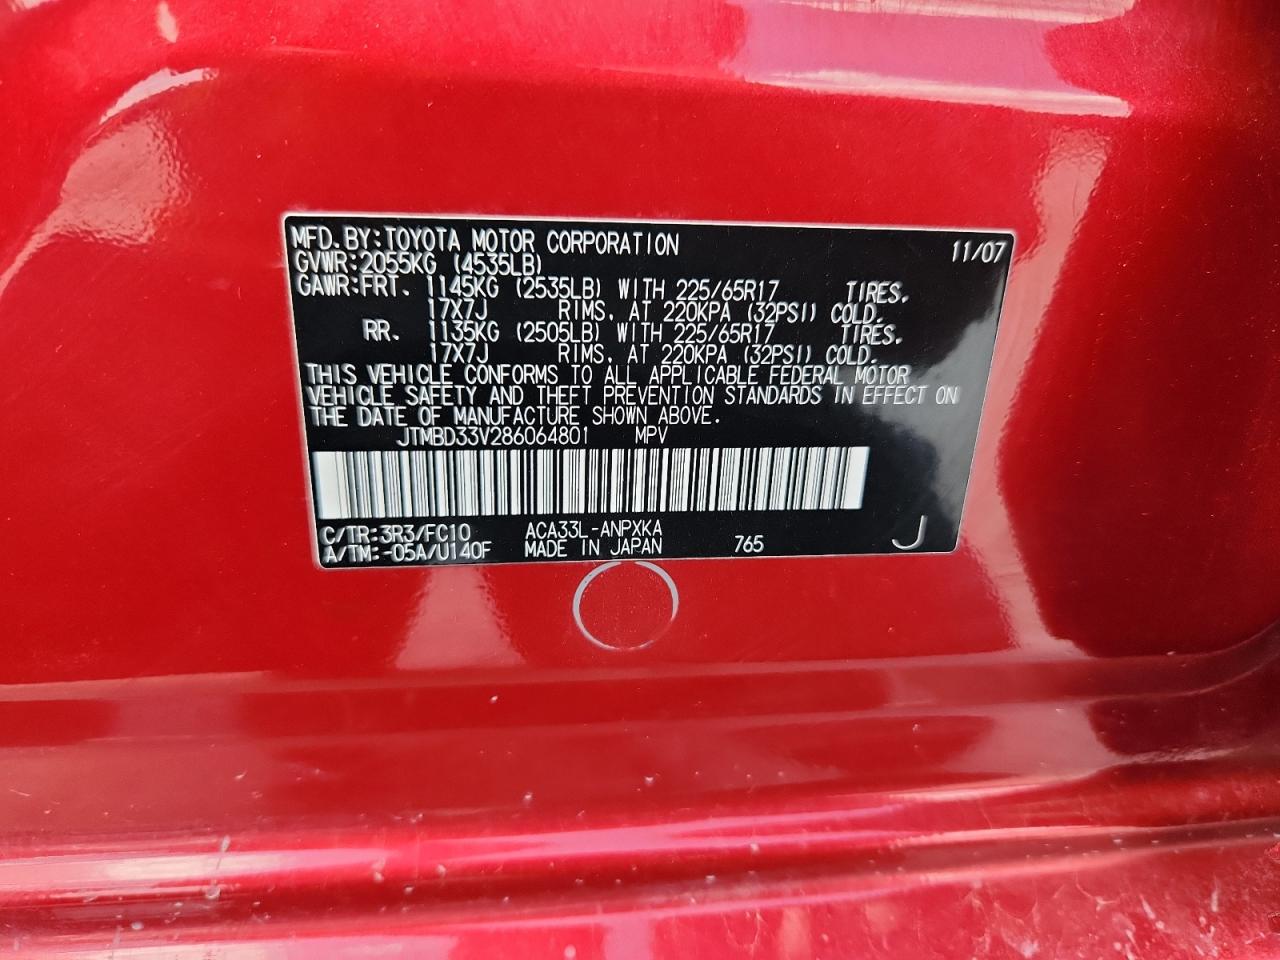 MFD.BY:TOYOTA MOTOR CORPORATION 11/07
GVWR:2055KG (4535LB)
GAWR:FRT. 1145KG (2535LB) WITH 225/65R17 TIRES.
17X7J RIMS. AT 220KPA (32PSI) COLD.
RR. 1135KG (2505LB) WITH 225/65R17 TIRES.
17X7J RIMS. AT 220KPA (32PSI) COLD.
THIS VEHICLE CONFORMS TO ALL APPLICABLE FEDERAL MOTOR
VEHICLE SAFETY AND THEFT PREVENTION STANDARDS IN EFFECT ON
THE DATE OF MANUFACTURE SHOWN ABOVE.
JTMBD33V286064801 MPV
C/TR:3R3/FC10 ACA33L-ANPXKA
A/TM:-05A/U140F MADE IN JAPAN 765 J